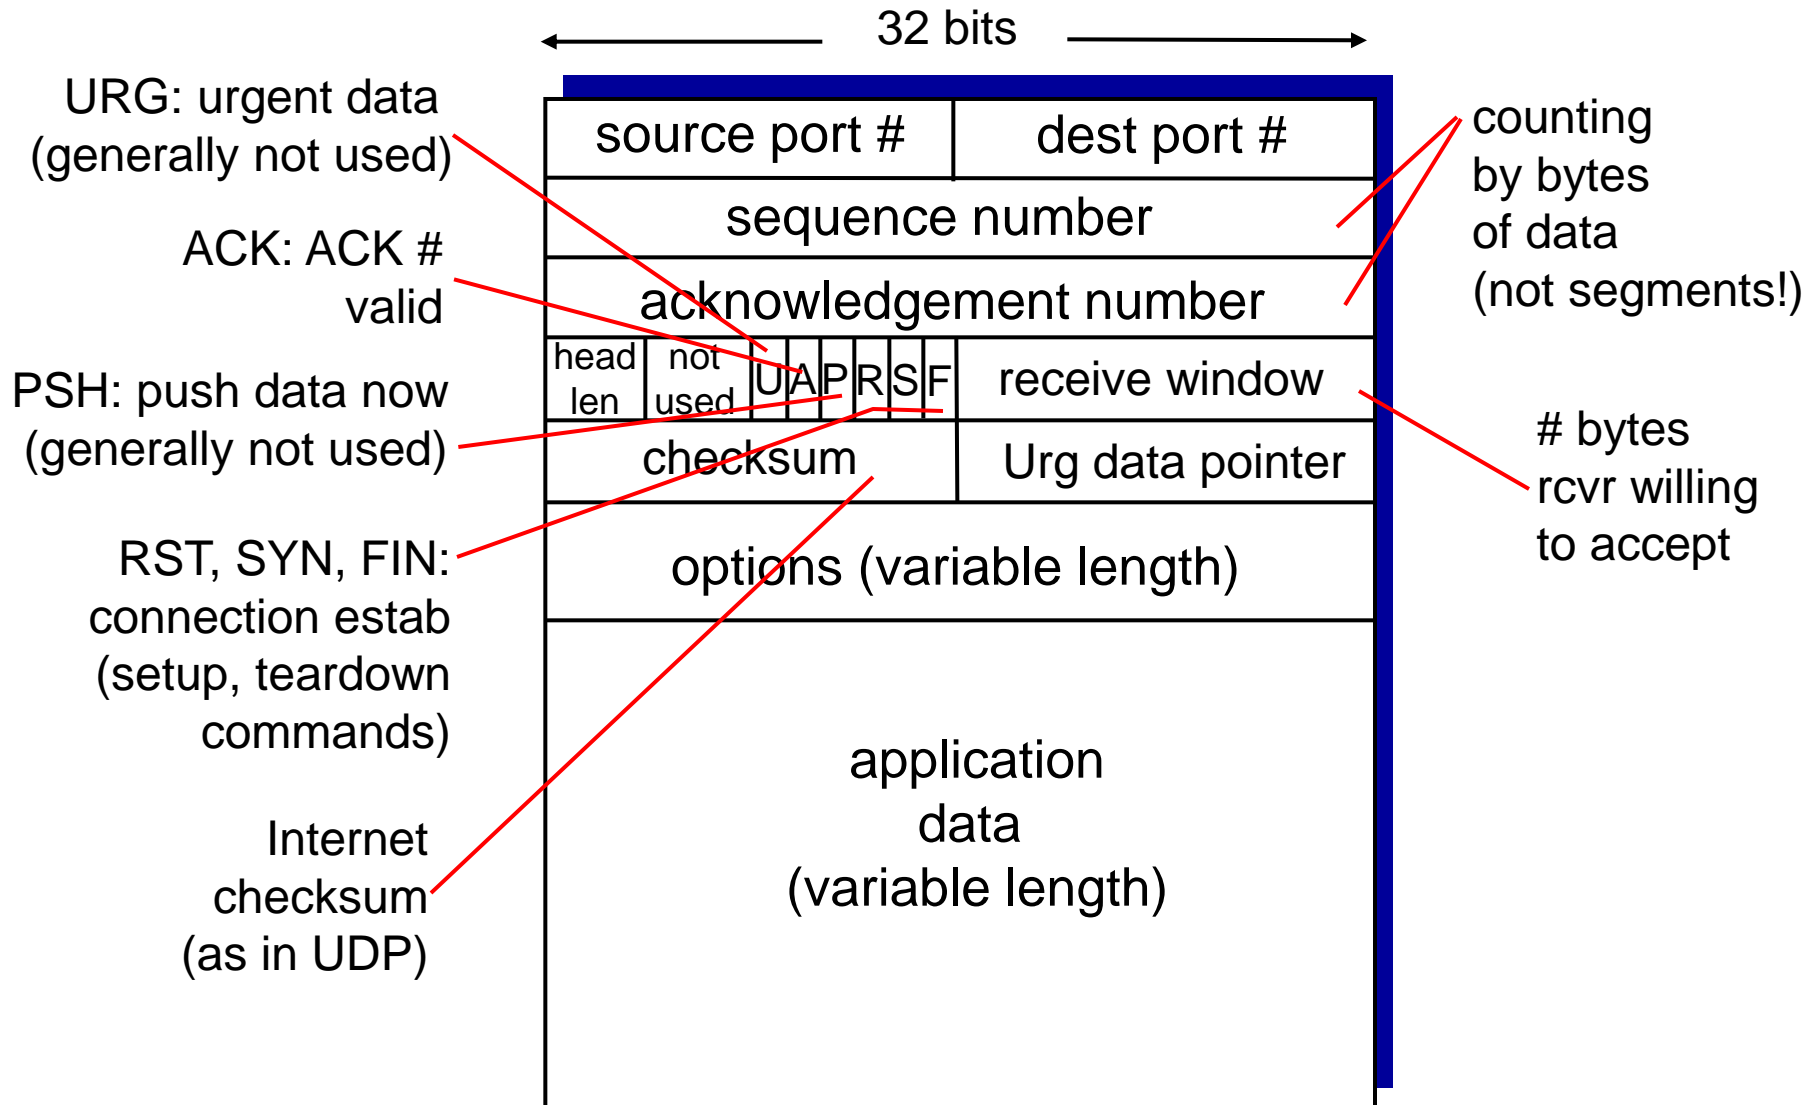 32 bits
URG: urgent data
(generally not used)
ACK: ACK #
valid
PSH: push data now
(generally not used)
RST, SYN, FIN:
connection estab
(setup, teardown
commands)
Internet
checksum
(as in UDP)
source port #
dest port #
sequence number
acknowledgement number
head
len
not
used
U
A
P
R
S
F
receive window
checksum
Urg data pointer
options (variable length)
application
data
(variable length)
counting
by bytes
of data
(not segments!)
# bytes
rcvr willing
to accept